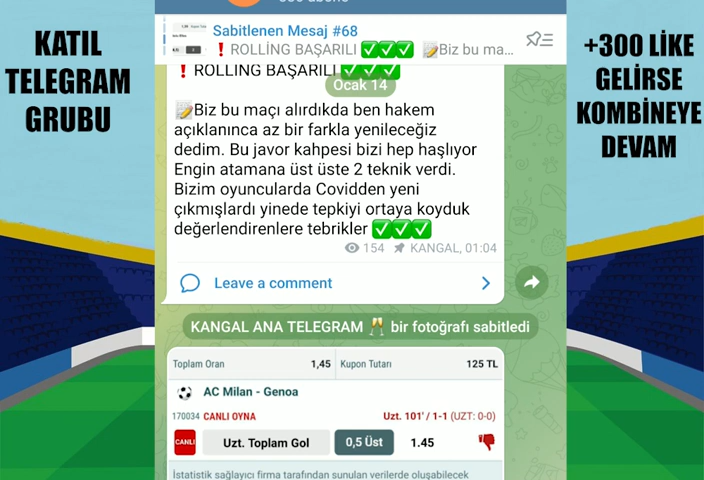 KATIL
TELEGRAM
GRUBU
+300 LİKE
GELİRSE
KOMBİNEYE
DEVAM
Sabitlenen Mesaj #68
❗ ROLLİNG BAŞARILI ✅✅✅ 📝Biz bu ma...
❗ ROLLİNG BAŞARILI ✅✅✅
Ocak 14
📝Biz bu maçı alırdıkda ben hakem
açıklanınca az bir farkla yenileceğiz
dedim. Bu javor kahpesi bizi hep haşlıyor
Engin atamana üst üste 2 teknik verdi.
Bizim oyuncularda Covidden yeni
çıkmışlardı yinede tepkiyi ortaya koyduk
değerlendirenlere tebrikler ✅✅✅
154 KANGAL, 01:04
Leave a comment
KANGAL ANA TELEGRAM 🥂 bir fotoğrafı sabitledi
Toplam Oran 1,45 Kupon Tutarı 125 TL
AC Milan - Genoa
170034 CANLI OYNA Uzt. 101' / 1-1 (UZT: 0-0)
CANLI Uzt. Toplam Gol 0,5 Üst 1.45
İstatistik sağlayıcı firma tarafından sunulan verilerde oluşabilecek